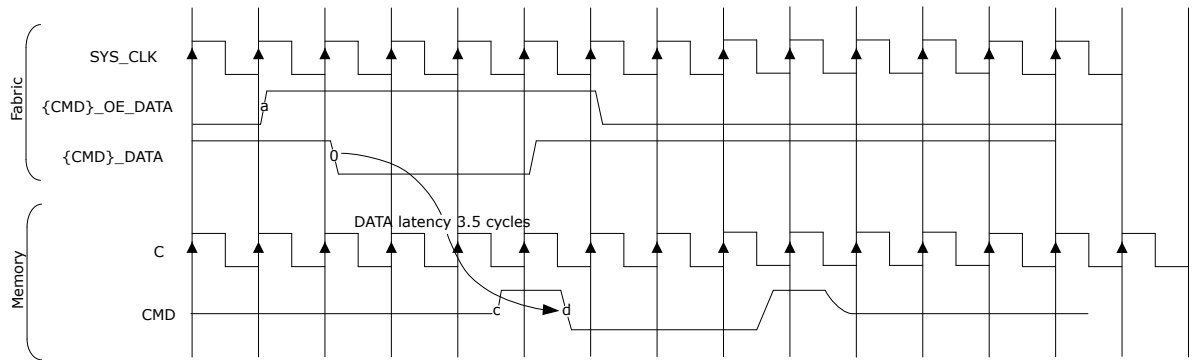 Fabric
SYS_CLK
{CMD}_OE_DATA
a
{CMD}_DATA
0
DATA latency 3.5 cycles
Memory
C
CMD
c
d